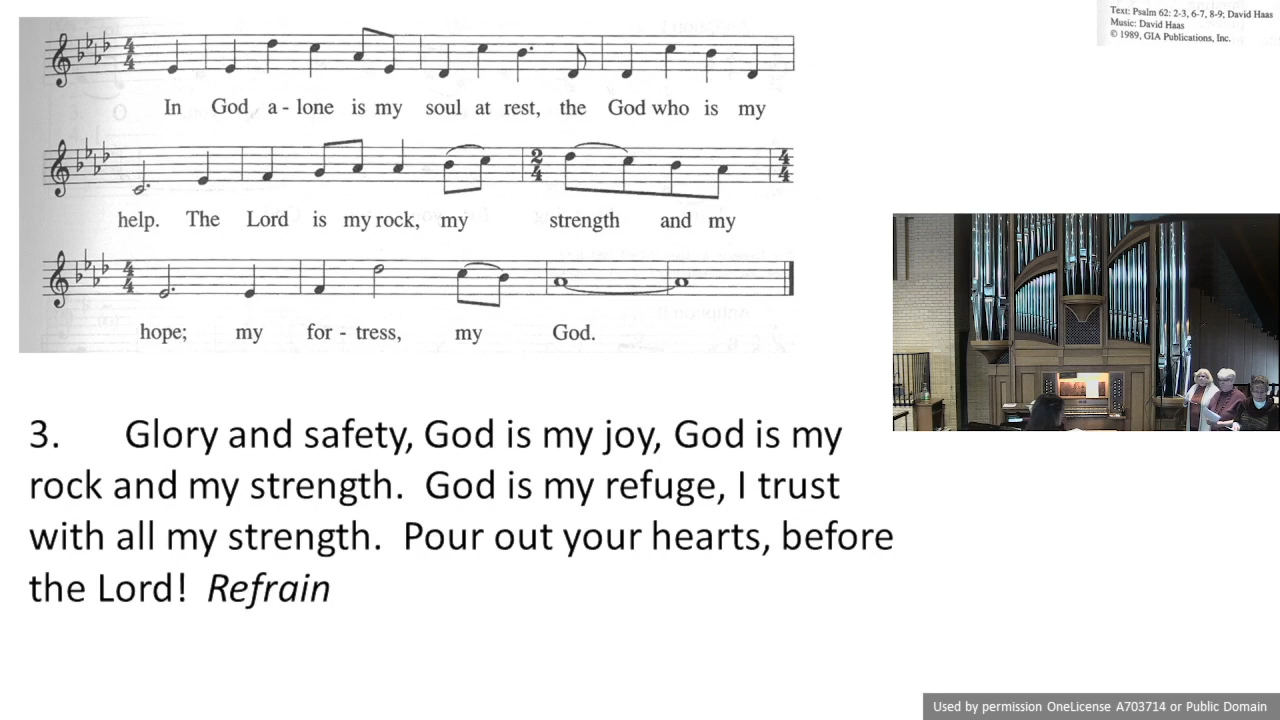 Text: Psalm 62: 2-3, 6-7, 8-9; David Haas
Music: David Haas
© 1989, GIA Publications, Inc.
In God a - lone is my soul at rest, the God who is my
help. The Lord is my rock, my strength and my
hope; my for - tress, my God.
3. Glory and safety, God is my joy, God is my
rock and my strength. God is my refuge, I trust
with all my strength. Pour out your hearts, before
the Lord! Refrain
Used by permission OneLicense A703714 or Public Domain